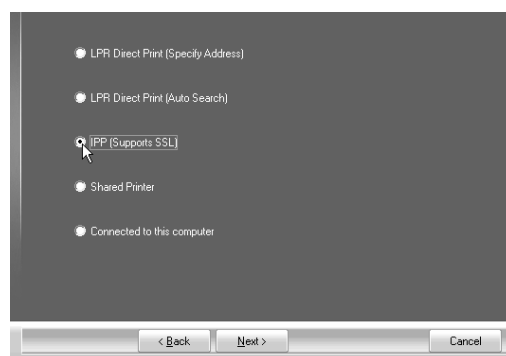 LPR Direct Print (Specify Address)
LPR Direct Print (Auto Search)
IPP (Supports SSL)
Shared Printer
Connected to this computer
< Back Next > Cancel